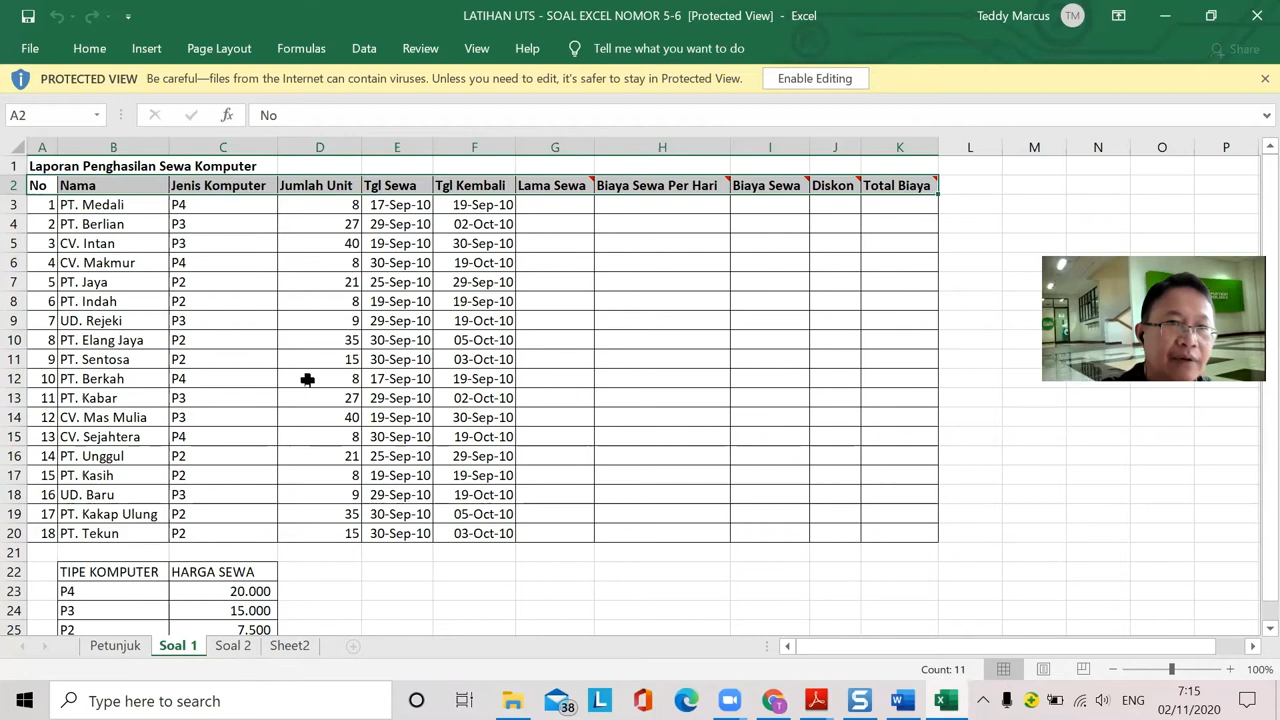 LATIHAN UTS - SOAL EXCEL NOMOR 5-6 [Protected View] - Excel
Teddy Marcus
TM
File Home Insert Page Layout Formulas Data Review View Help Tell me what you want to do Share
PROTECTED VIEW Be careful—files from the Internet can contain viruses. Unless you need to edit, it's safer to stay in Protected View. Enable Editing
A2 fx No
A B C D E F G H I J K L M N O P
1 Laporan Penghasilan Sewa Komputer
2 No Nama Jenis Komputer Jumlah Unit Tgl Sewa Tgl Kembali Lama Sewa Biaya Sewa Per Hari Biaya Sewa Diskon Total Biaya
3 1 PT. Medali P4 8 17-Sep-10 19-Sep-10
4 2 PT. Berlian P3 27 29-Sep-10 02-Oct-10
5 3 CV. Intan P3 40 19-Sep-10 30-Sep-10
6 4 CV. Makmur P4 8 30-Sep-10 19-Oct-10
7 5 PT. Jaya P2 21 25-Sep-10 29-Sep-10
8 6 PT. Indah P2 8 19-Sep-10 19-Sep-10
9 7 UD. Rejeki P3 9 29-Sep-10 19-Oct-10
10 8 PT. Elang Jaya P2 35 30-Sep-10 05-Oct-10
11 9 PT. Sentosa P2 15 30-Sep-10 03-Oct-10
12 10 PT. Berkah P4 8 17-Sep-10 19-Sep-10
13 11 PT. Kabar P3 27 29-Sep-10 02-Oct-10
14 12 CV. Mas Mulia P3 40 19-Sep-10 30-Sep-10
15 13 CV. Sejahtera P4 8 30-Sep-10 19-Oct-10
16 14 PT. Unggul P2 21 25-Sep-10 29-Sep-10
17 15 PT. Kasih P2 8 19-Sep-10 19-Sep-10
18 16 UD. Baru P3 9 29-Sep-10 19-Oct-10
19 17 PT. Kakap Ulung P2 35 30-Sep-10 05-Oct-10
20 18 PT. Tekun P2 15 30-Sep-10 03-Oct-10
21
22 TIPE KOMPUTER HARGA SEWA
23 P4 20.000
24 P3 15.000
25 P2 7.500
Petunjuk Soal 1 Soal 2 Sheet2
Count: 11 100%
Type here to search 38 ENG 7:15
02/11/2020